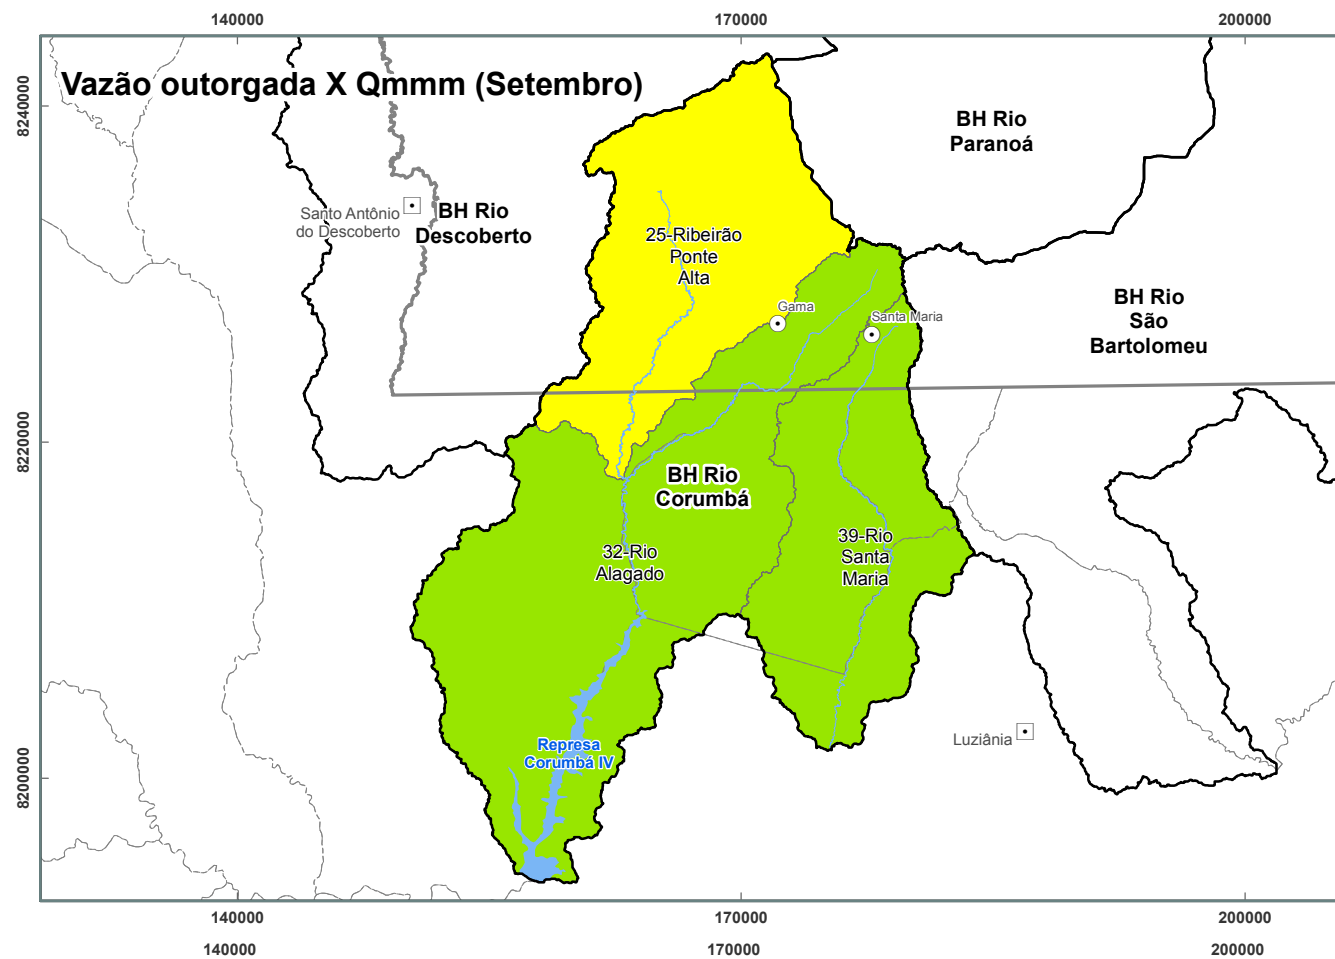 140000
170000
200000
Vazão outorgada X Qmmm (Setembro)
8240000
8220000
8200000
BH Rio
Paranoá
Santo Antônio
do Descoberto
BH Rio
Descoberto
25-Ribeirão
Ponte
Alta
Gama
Santa Maria
BH Rio
São
Bartolomeu
BH Rio
Corumbá
32-Rio
Alagado
39-Rio
Santa
Maria
Represa
Corumbá IV
Luziânia
140000
170000
200000
140000
170000
200000